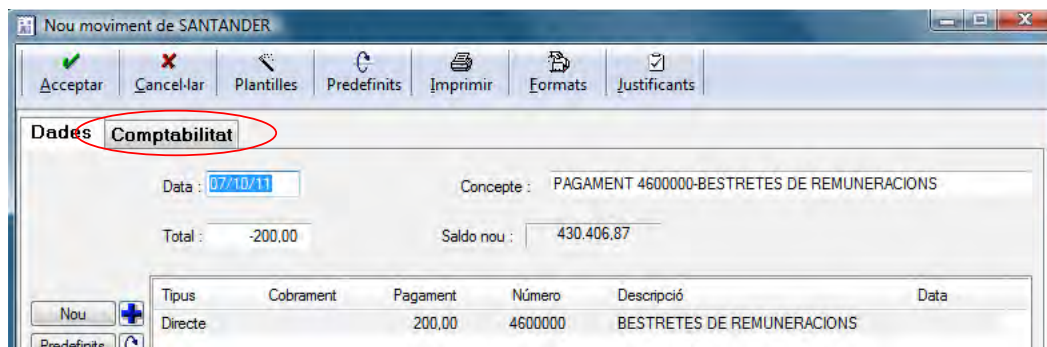 Nou moviment de SANTANDER
Acceptar Cancel·lar Plantilles Predefinits Imprimir Formats Justificants
Dades Comptabilitat
Data : 07/10/11 Concepte : PAGAMENT 4600000-BESTRETES DE REMUNERACIONS
Total : -200,00 Saldo nou : 430.406,87
Tipus Cobrament Pagament Número Descripció Data
Nou
Directe 200,00 4600000 BESTRETES DE REMUNERACIONS
Predefinits